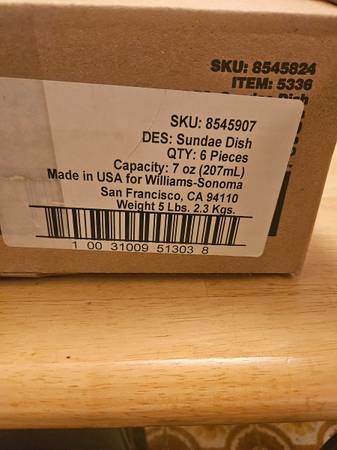 SKU: 8545824
ITEM: 5336
Dish
SKU: 8545907
DES: Sundae Dish
QTY: 6 Pieces
Capacity: 7 oz (207mL)
Made in USA for Williams-Sonoma
San Francisco, CA 94110
Weight 5 Lbs. 2.3 Kgs.
1 00 31009 51303 8